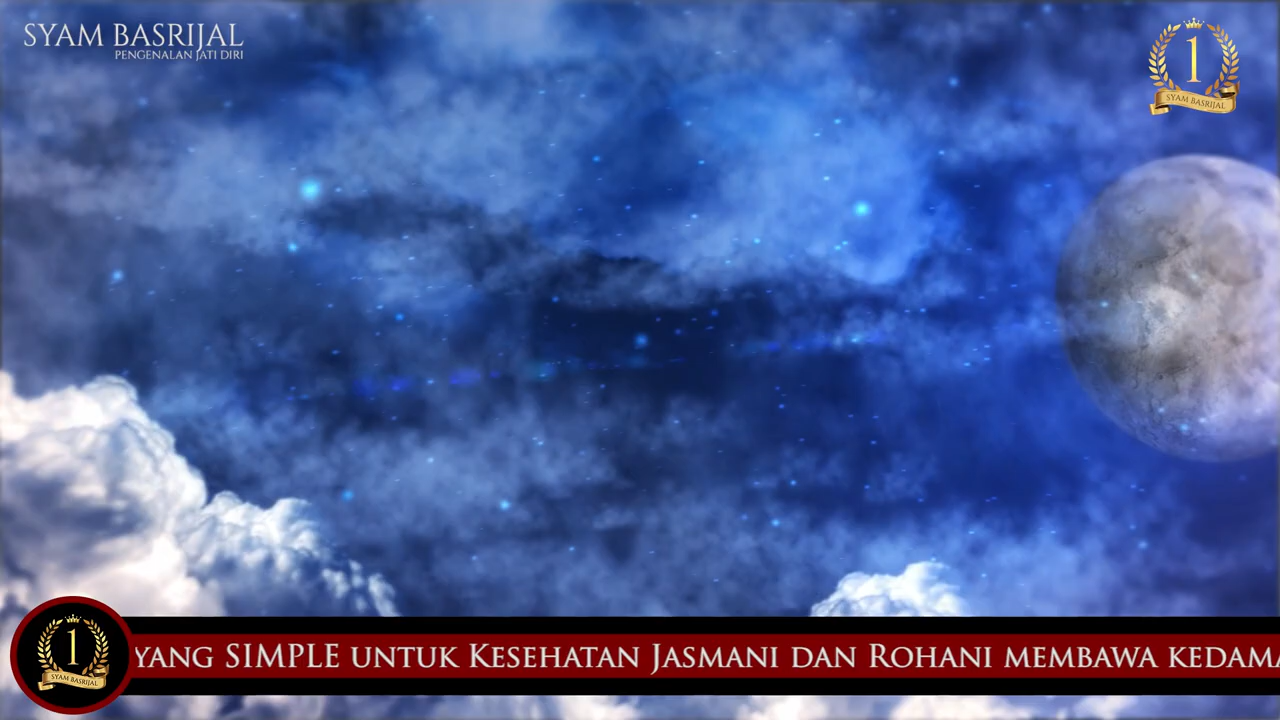 SYAM BASRIJAL
PENGENALAN JATI DIRI
1
SYAM BASRIJAL
1
SYAM BASRIJAL
YANG SIMPLE UNTUK KESEHATAN JASMANI DAN ROHANI MEMBAWA KEDAMA